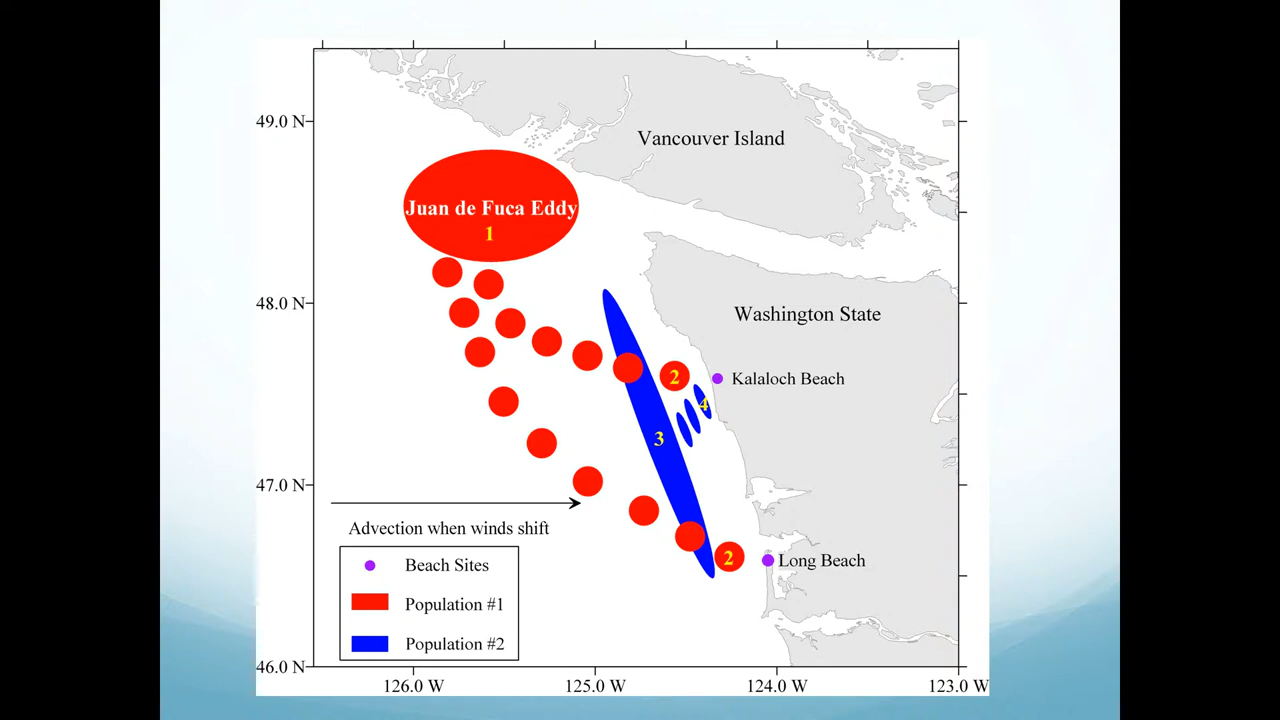 49.0 N
Vancouver Island
Juan de Fuca Eddy
1
48.0 N
Washington State
2
Kalaloch Beach
4
3
47.0 N
Advection when winds shift
2
Long Beach
Beach Sites
Population #1
Population #2
46.0 N
126.0 W
125.0 W
124.0 W
123.0 W